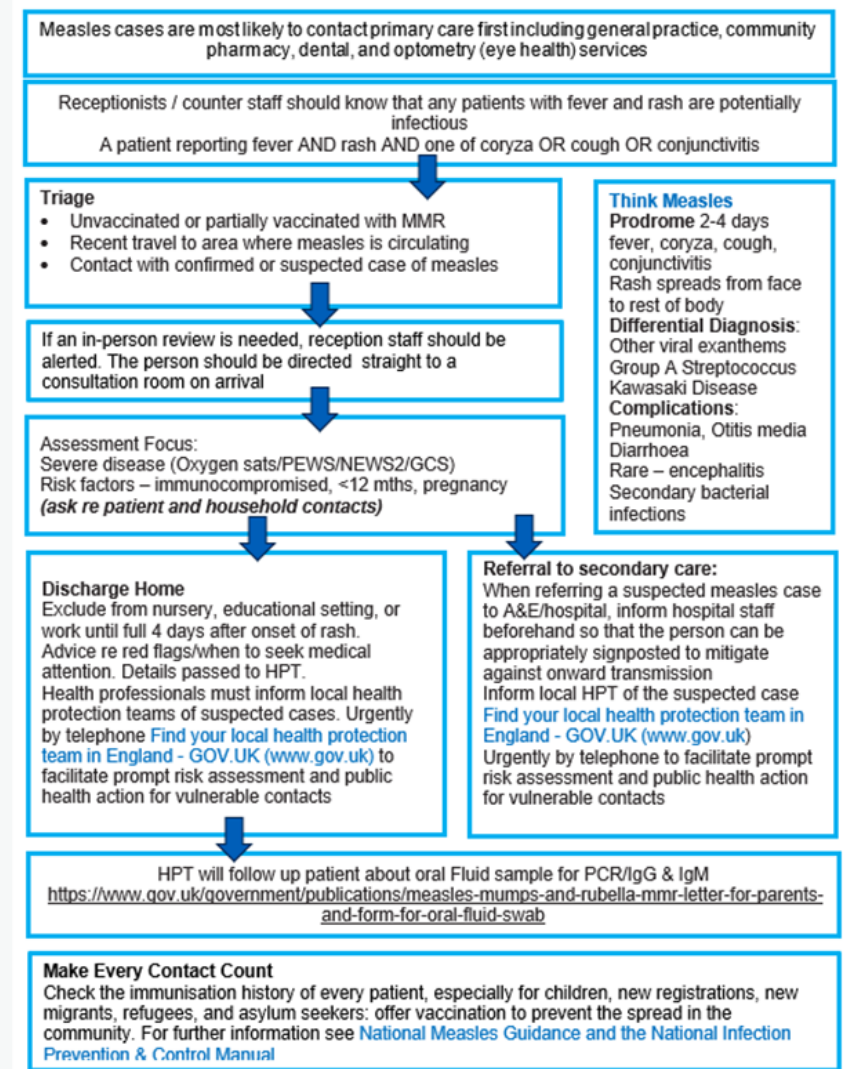 Measles cases are most likely to contact primary care first including general practice, community
pharmacy, dental, and optometry (eye health) services
Receptionists / counter staff should know that any patients with fever and rash are potentially
infectious
A patient reporting fever AND rash AND one of coryza OR cough OR conjunctivitis
Triage
• Unvaccinated or partially vaccinated with MMR
• Recent travel to area where measles is circulating
• Contact with confirmed or suspected case of measles
Think Measles
Prodrome 2-4 days
fever, coryza, cough,
conjunctivitis
Rash spreads from face
to rest of body
Differential Diagnosis:
Other viral exanthems
Group A Streptococcus
Kawasaki Disease
Complications:
Pneumonia, Otitis media
Diarrhoea
Rare – encephalitis
Secondary bacterial
infections
If an in-person review is needed, reception staff should be
alerted. The person should be directed straight to a
consultation room on arrival
Assessment Focus:
Severe disease (Oxygen sats/PEWS/NEWS2/GCS)
Risk factors – immunocompromised, <12 mths, pregnancy
(ask re patient and household contacts)
Discharge Home
Exclude from nursery, educational setting, or
work until full 4 days after onset of rash.
Advice re red flags/when to seek medical
attention. Details passed to HPT.
Health professionals must inform local health
protection teams of suspected cases. Urgently
by telephone Find your local health protection
team in England - GOV.UK (www.gov.uk) to
facilitate prompt risk assessment and public
health action for vulnerable contacts
Referral to secondary care:
When referring a suspected measles case
to A&E/hospital, inform hospital staff
beforehand so that the person can be
appropriately signposted to mitigate
against onward transmission
Inform local HPT of the suspected case
Find your local health protection team in
England - GOV.UK (www.gov.uk)
Urgently by telephone to facilitate prompt
risk assessment and public health action
for vulnerable contacts
HPT will follow up patient about oral Fluid sample for PCR/IgG & IgM
https://www.gov.uk/government/publications/measles-mumps-and-rubella-mmr-letter-for-parents-
and-form-for-oral-fluid-swab
Make Every Contact Count
Check the immunisation history of every patient, especially for children, new registrations, new
migrants, refugees, and asylum seekers: offer vaccination to prevent the spread in the
community. For further information see National Measles Guidance and the National Infection
Prevention & Control Manual